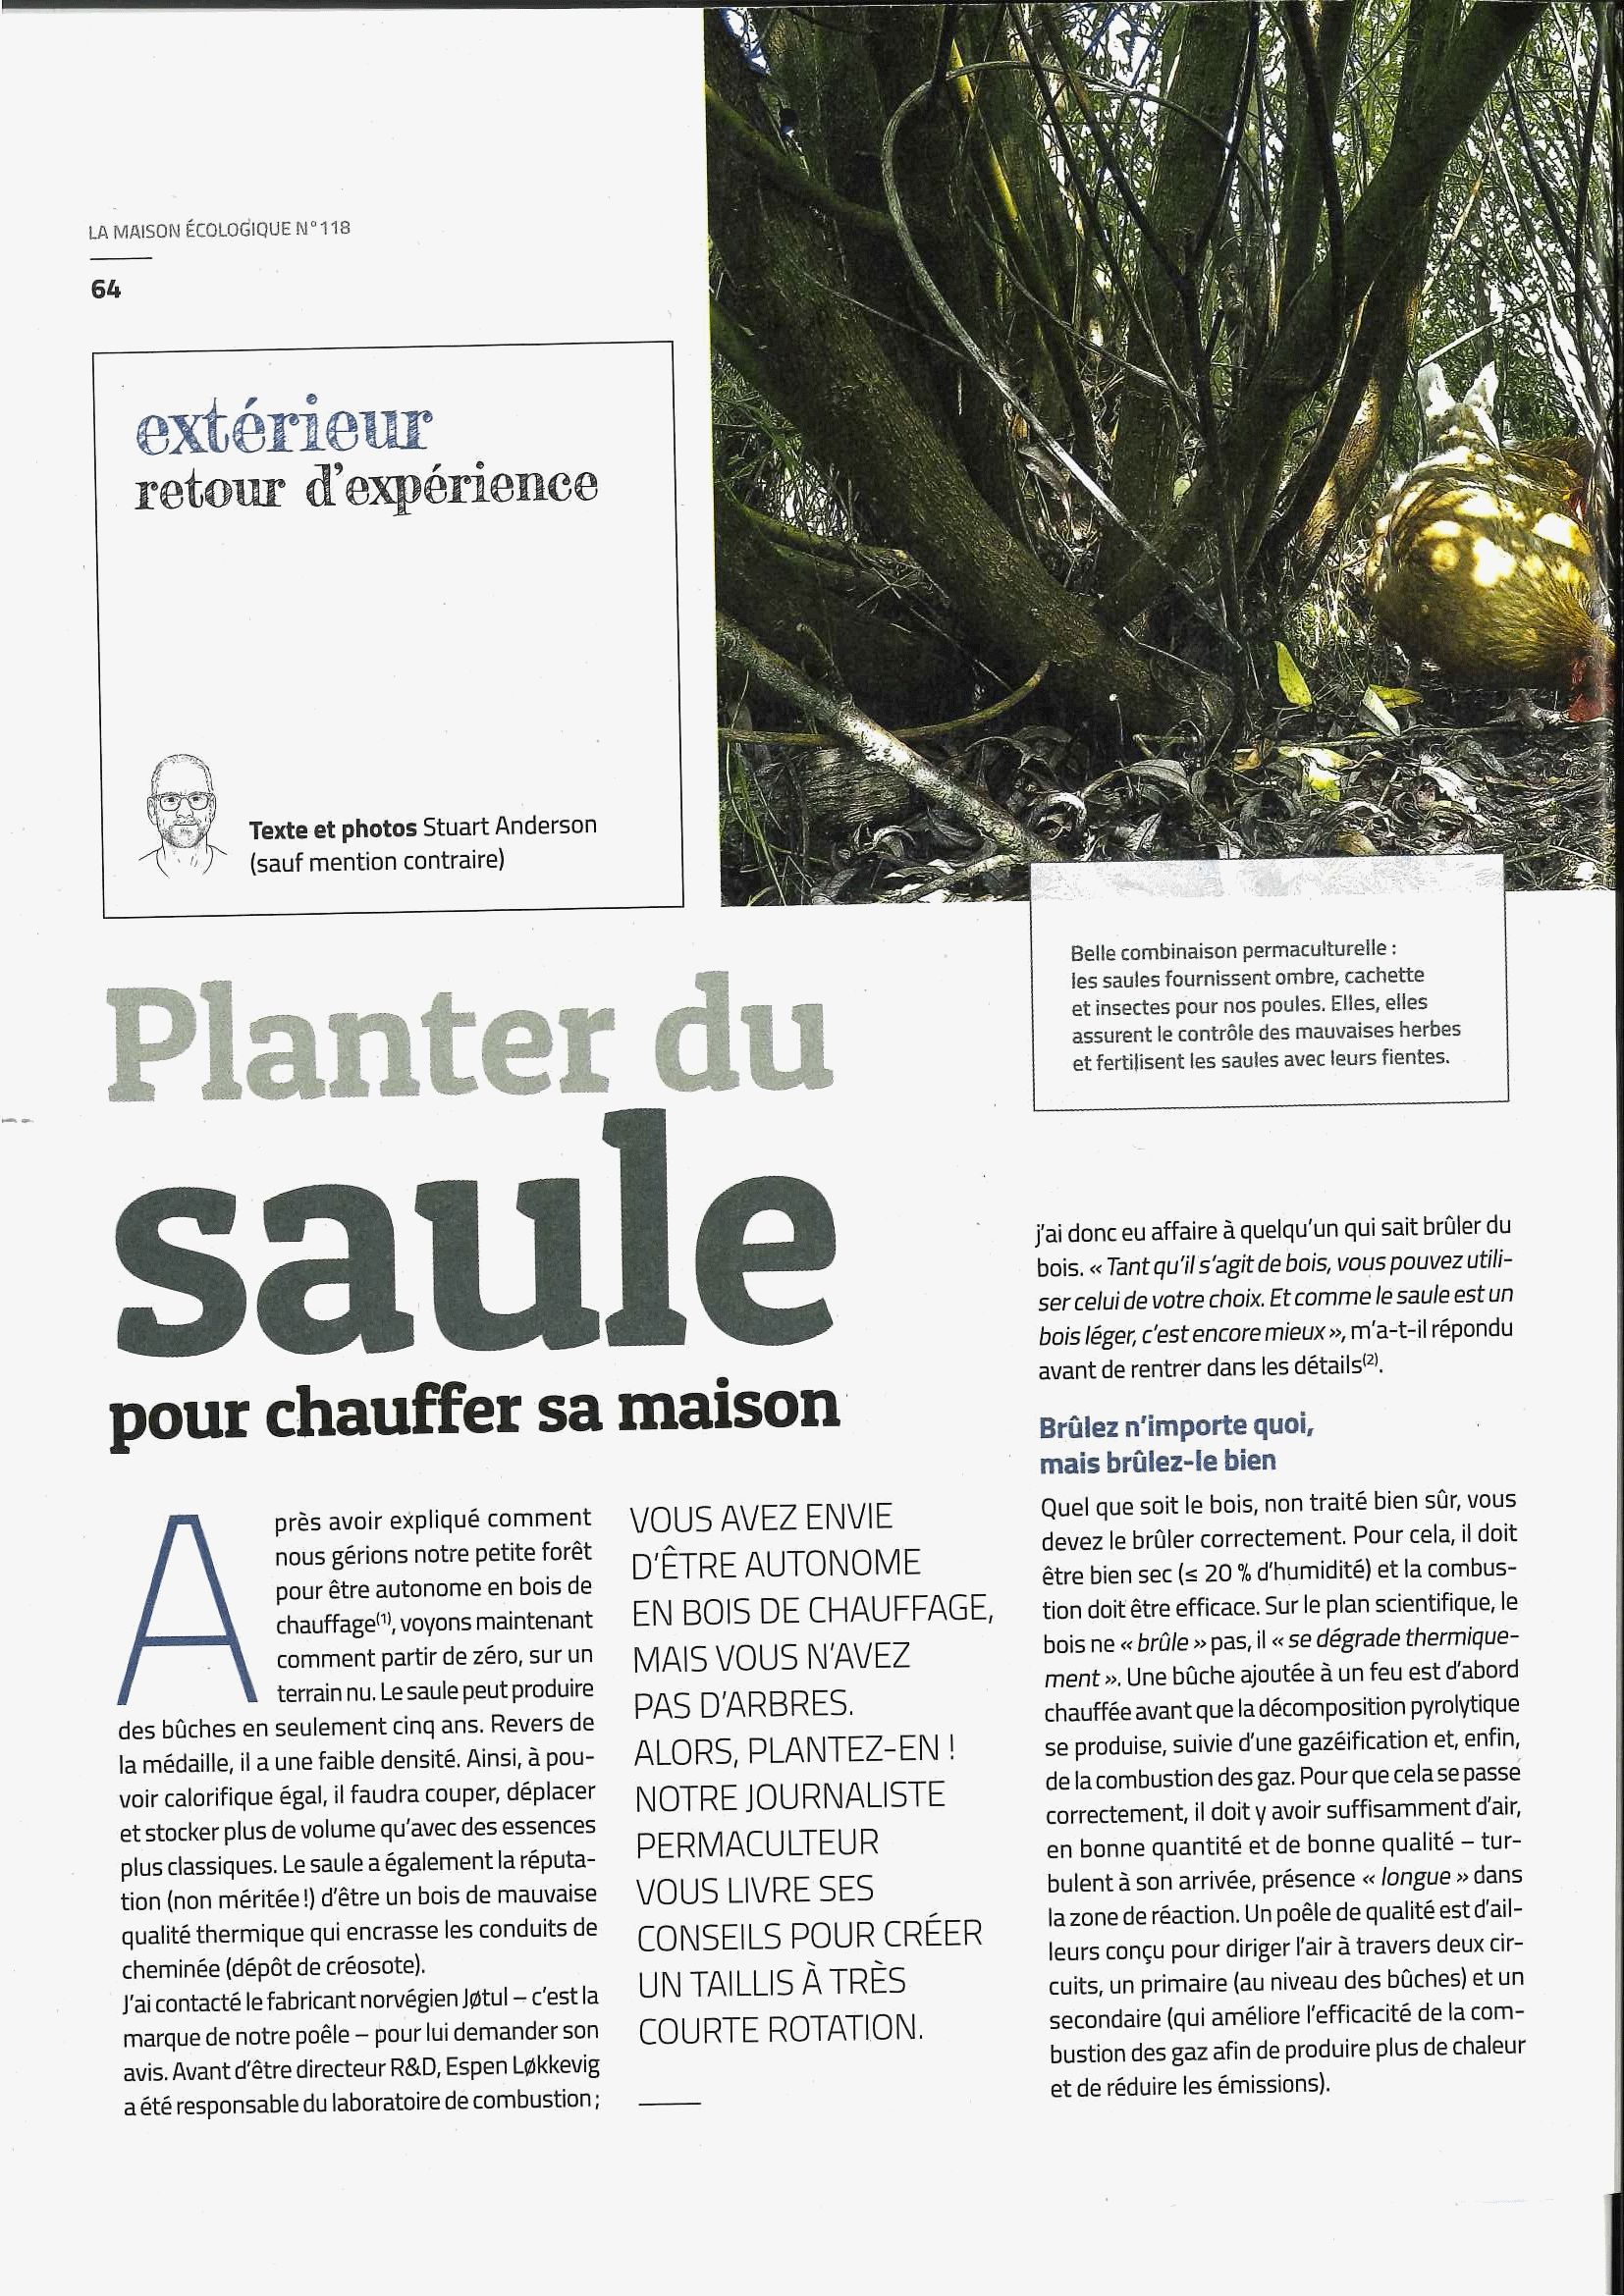 LA MAISON ÉCOLOGIQUE N°118
64
extérieur
retour d'expérience
Texte et photos Stuart Anderson
(sauf mention contraire)
Belle combinaison permaculturelle :
les saules fournissent ombre, cachette
et insectes pour nos poules. Elles, elles
assurent le contrôle des mauvaises herbes
et fertilisent les saules avec leurs fientes.
Planter du
saule
pour chauffer sa maison
Après avoir expliqué comment
nous gérions notre petite forêt
pour être autonome en bois de
chauffage(1), voyons maintenant
comment partir de zéro, sur un
terrain nu. Le saule peut produire
des bûches en seulement cinq ans. Revers de
la médaille, il a une faible densité. Ainsi, à pou-
voir calorifique égal, il faudra couper, déplacer
et stocker plus de volume qu'avec des essences
plus classiques. Le saule a également la réputa-
tion (non méritée !) d'être un bois de mauvaise
qualité thermique qui encrasse les conduits de
cheminée (dépôt de créosote).
J'ai contacté le fabricant norvégien Jøtul – c'est la
marque de notre poêle – pour lui demander son
avis. Avant d'être directeur R&D, Espen Løkkevig
a été responsable du laboratoire de combustion ;
VOUS AVEZ ENVIE
D'ÊTRE AUTONOME
EN BOIS DE CHAUFFAGE,
MAIS VOUS N'AVEZ
PAS D'ARBRES.
ALORS, PLANTEZ-EN !
NOTRE JOURNALISTE
PERMACULTEUR
VOUS LIVRE SES
CONSEILS POUR CRÉER
UN TAILLIS À TRÈS
COURTE ROTATION.
j'ai donc eu affaire à quelqu'un qui sait brûler du
bois. « Tant qu'il s'agit de bois, vous pouvez utili-
ser celui de votre choix. Et comme le saule est un
bois léger, c'est encore mieux », m'a-t-il répondu
avant de rentrer dans les détails(2).
Brûlez n'importe quoi,
mais brûlez-le bien
Quel que soit le bois, non traité bien sûr, vous
devez le brûler correctement. Pour cela, il doit
être bien sec (≤ 20 % d'humidité) et la combus-
tion doit être efficace. Sur le plan scientifique, le
bois ne « brûle » pas, il « se dégrade thermique-
ment ». Une bûche ajoutée à un feu est d'abord
chauffée avant que la décomposition pyrolytique
se produise, suivie d'une gazéification et, enfin,
de la combustion des gaz. Pour que cela se passe
correctement, il doit y avoir suffisamment d'air,
en bonne quantité et de bonne qualité – tur-
bulent à son arrivée, présence « longue » dans
la zone de réaction. Un poêle de qualité est d'ail-
leurs conçu pour diriger l'air à travers deux cir-
cuits, un primaire (au niveau des bûches) et un
secondaire (qui améliore l'efficacité de la com-
bustion des gaz afin de produire plus de chaleur
et de réduire les émissions).